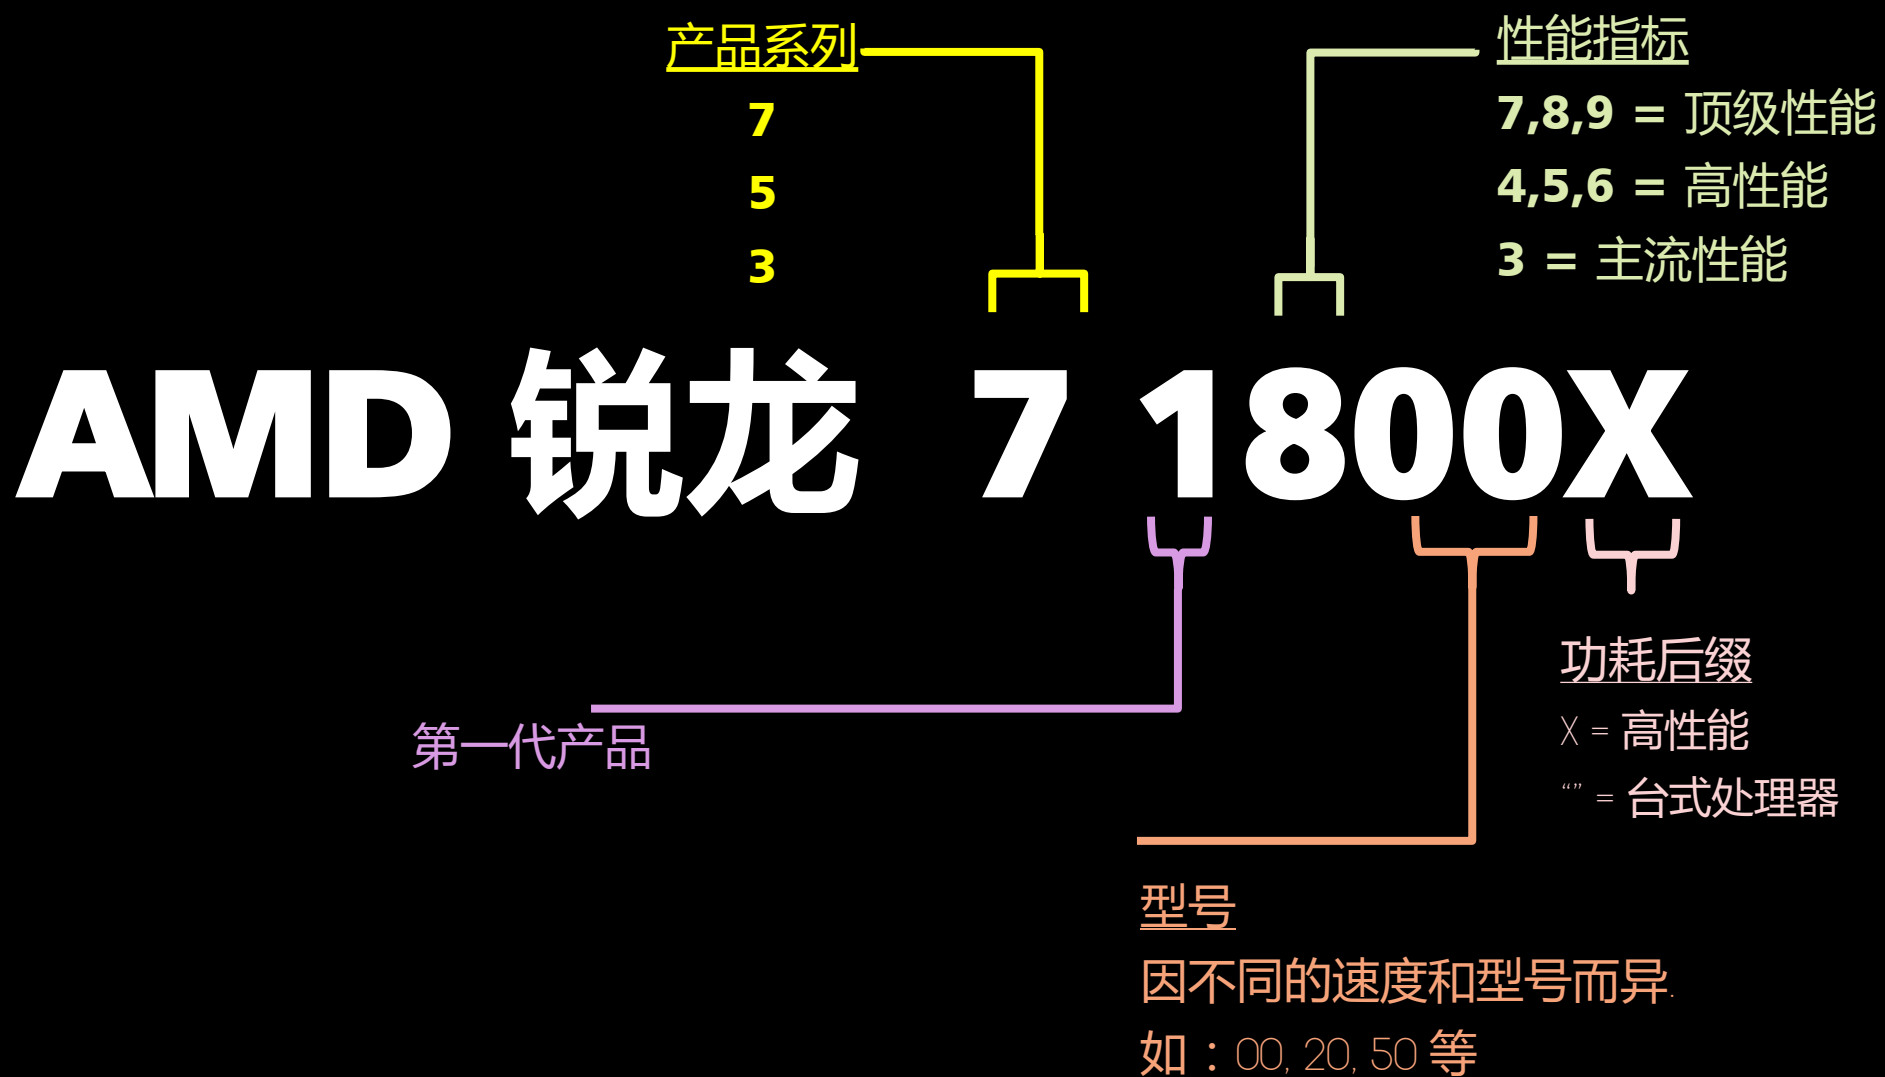 产品系列
7
5
3
性能指标
7,8,9 = 顶级性能
4,5,6 = 高性能
3 = 主流性能
AMD 锐龙 7 1800X
第一代产品
功耗后缀
X = 高性能
“” = 台式处理器
型号
因不同的速度和型号而异.
如：00, 20, 50 等